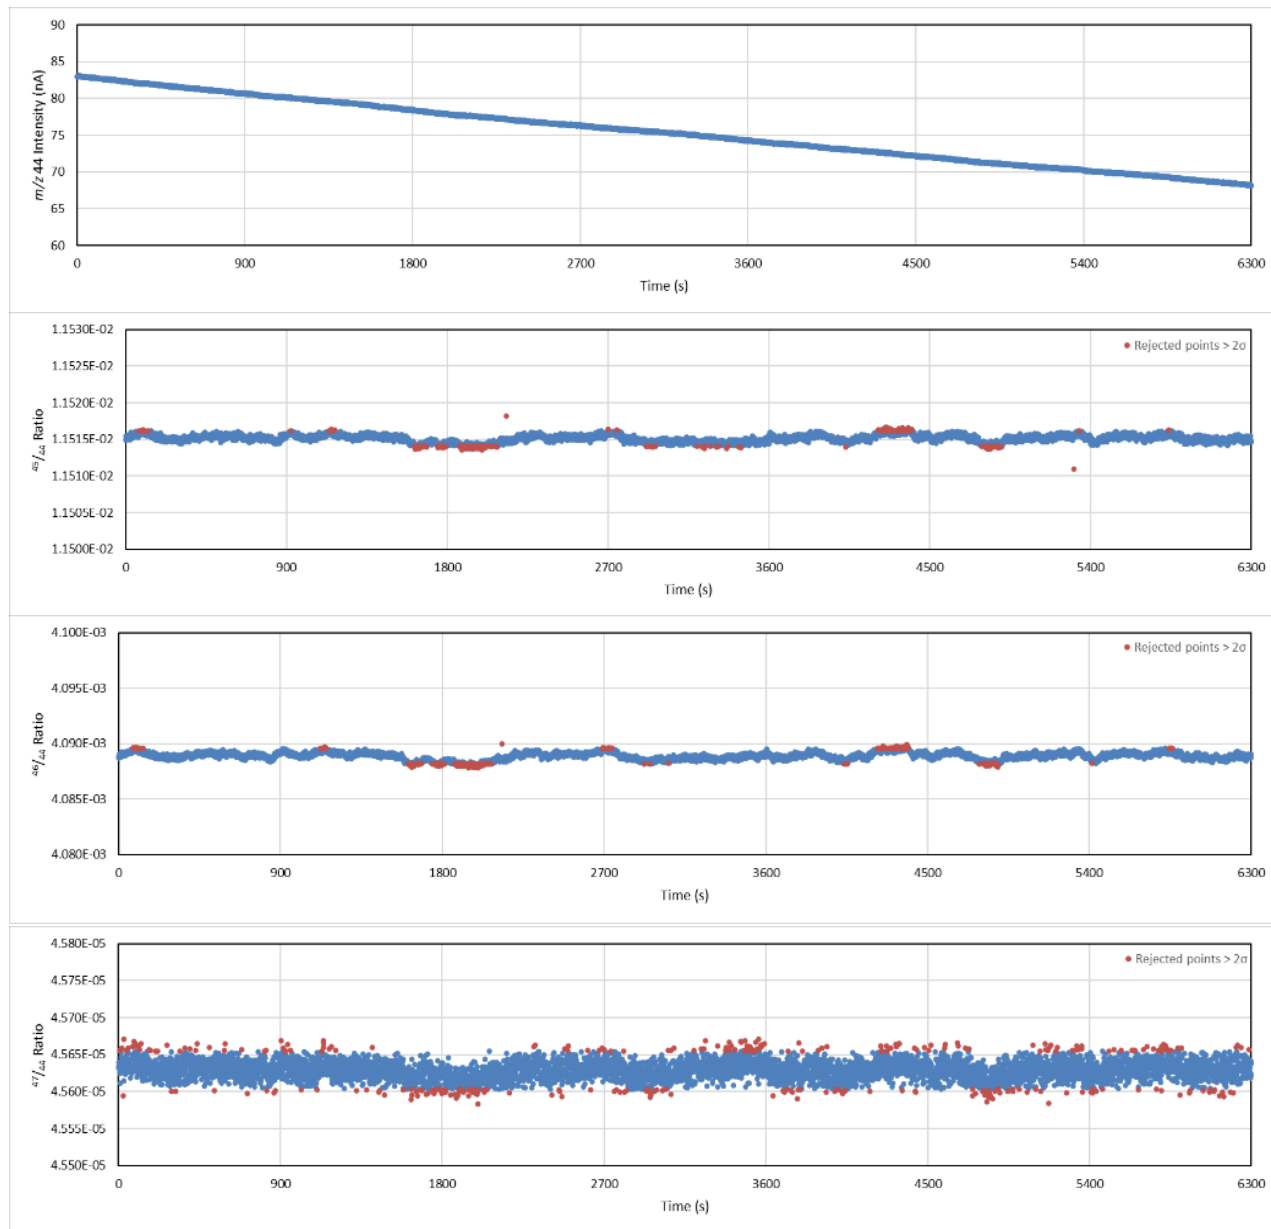 90
85
80
75
70
65
60
m/z 44 Intensity (nA)
0 900 1800 2700 3600 4500 5400 6300
Time (s)
1.1530E-02
1.1525E-02
1.1520E-02
1.1515E-02
1.1510E-02
1.1505E-02
1.1500E-02
45/44 Ratio
Rejected points > 2σ
0 900 1800 2700 3600 4500 5400 6300
Time (s)
4.100E-03
4.095E-03
4.090E-03
4.085E-03
4.080E-03
46/44 Ratio
Rejected points > 2σ
0 900 1800 2700 3600 4500 5400 6300
Time (s)
4.580E-05
4.575E-05
4.570E-05
4.565E-05
4.560E-05
4.555E-05
4.550E-05
47/44 Ratio
Rejected points > 2σ
0 900 1800 2700 3600 4500 5400 6300
Time (s)